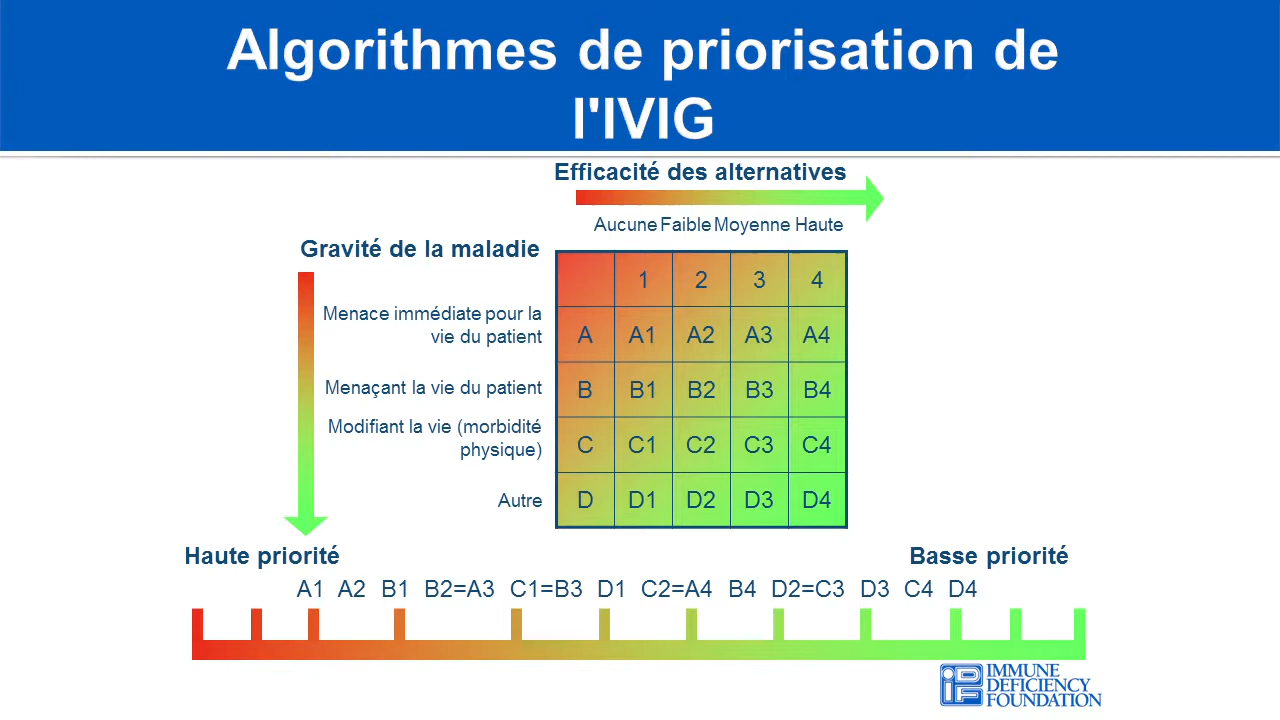 Algorithmes de priorisation de
l'IVIG
Efficacité des alternatives
Aucune Faible Moyenne Haute
Gravité de la maladie
1 2 3 4
Menace immédiate pour la
vie du patient
A A1 A2 A3 A4
Menaçant la vie du patient
B B1 B2 B3 B4
Modifiant la vie (morbidité
physique)
C C1 C2 C3 C4
Autre
D D1 D2 D3 D4
Haute priorité
Basse priorité
A1 A2 B1 B2=A3 C1=B3 D1 C2=A4 B4 D2=C3 D3 C4 D4
IDF
IMMUNE
DEFICIENCY
FOUNDATION